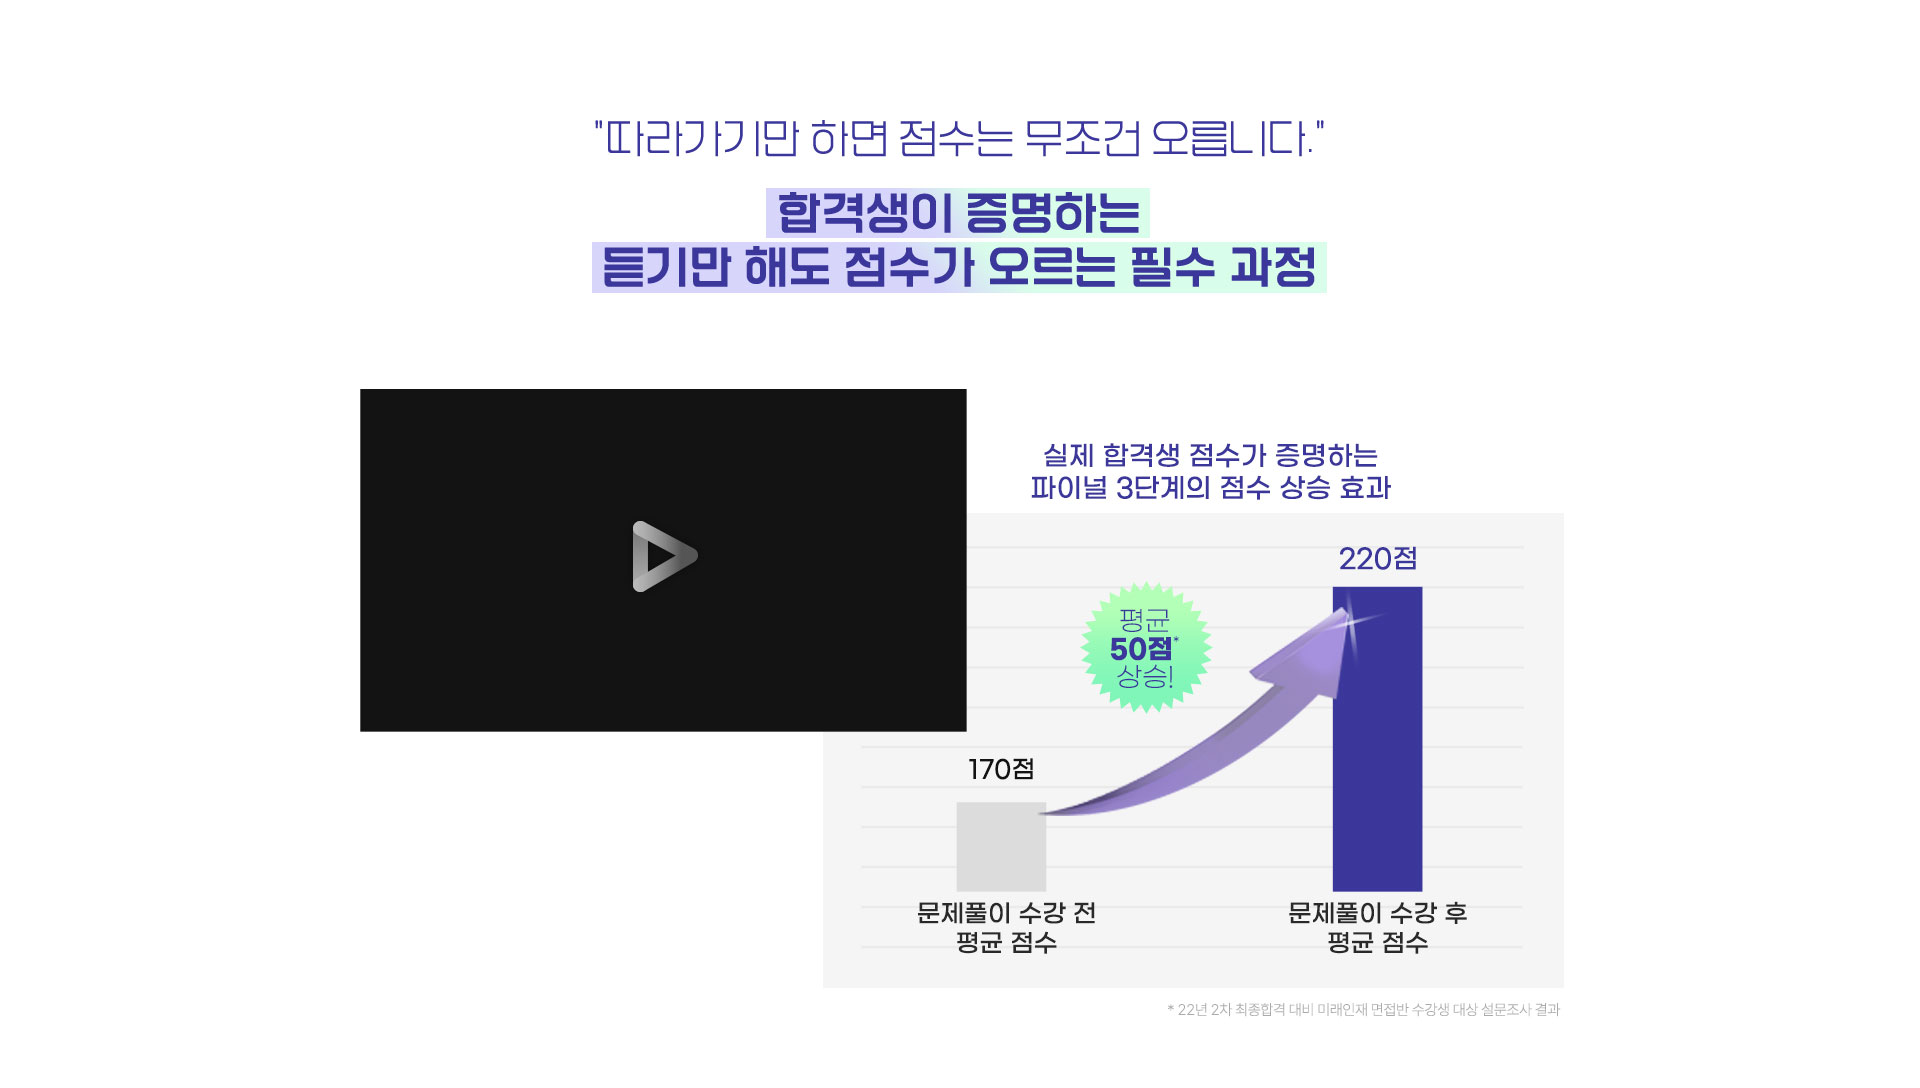 "따라가기만 하면 점수는 무조건 오릅니다."
합격생이 증명하는
듣기만 해도 점수가 오르는 필수 과정
실제 합격생 점수가 증명하는
파이널 3단계의 점수 상승 효과
220점
평균
50점*
상승!
170점
문제풀이 수강 전
평균 점수
문제풀이 수강 후
평균 점수
* 22년 2차 최종합격 대비 미래인재 면접반 수강생 대상 설문조사 결과